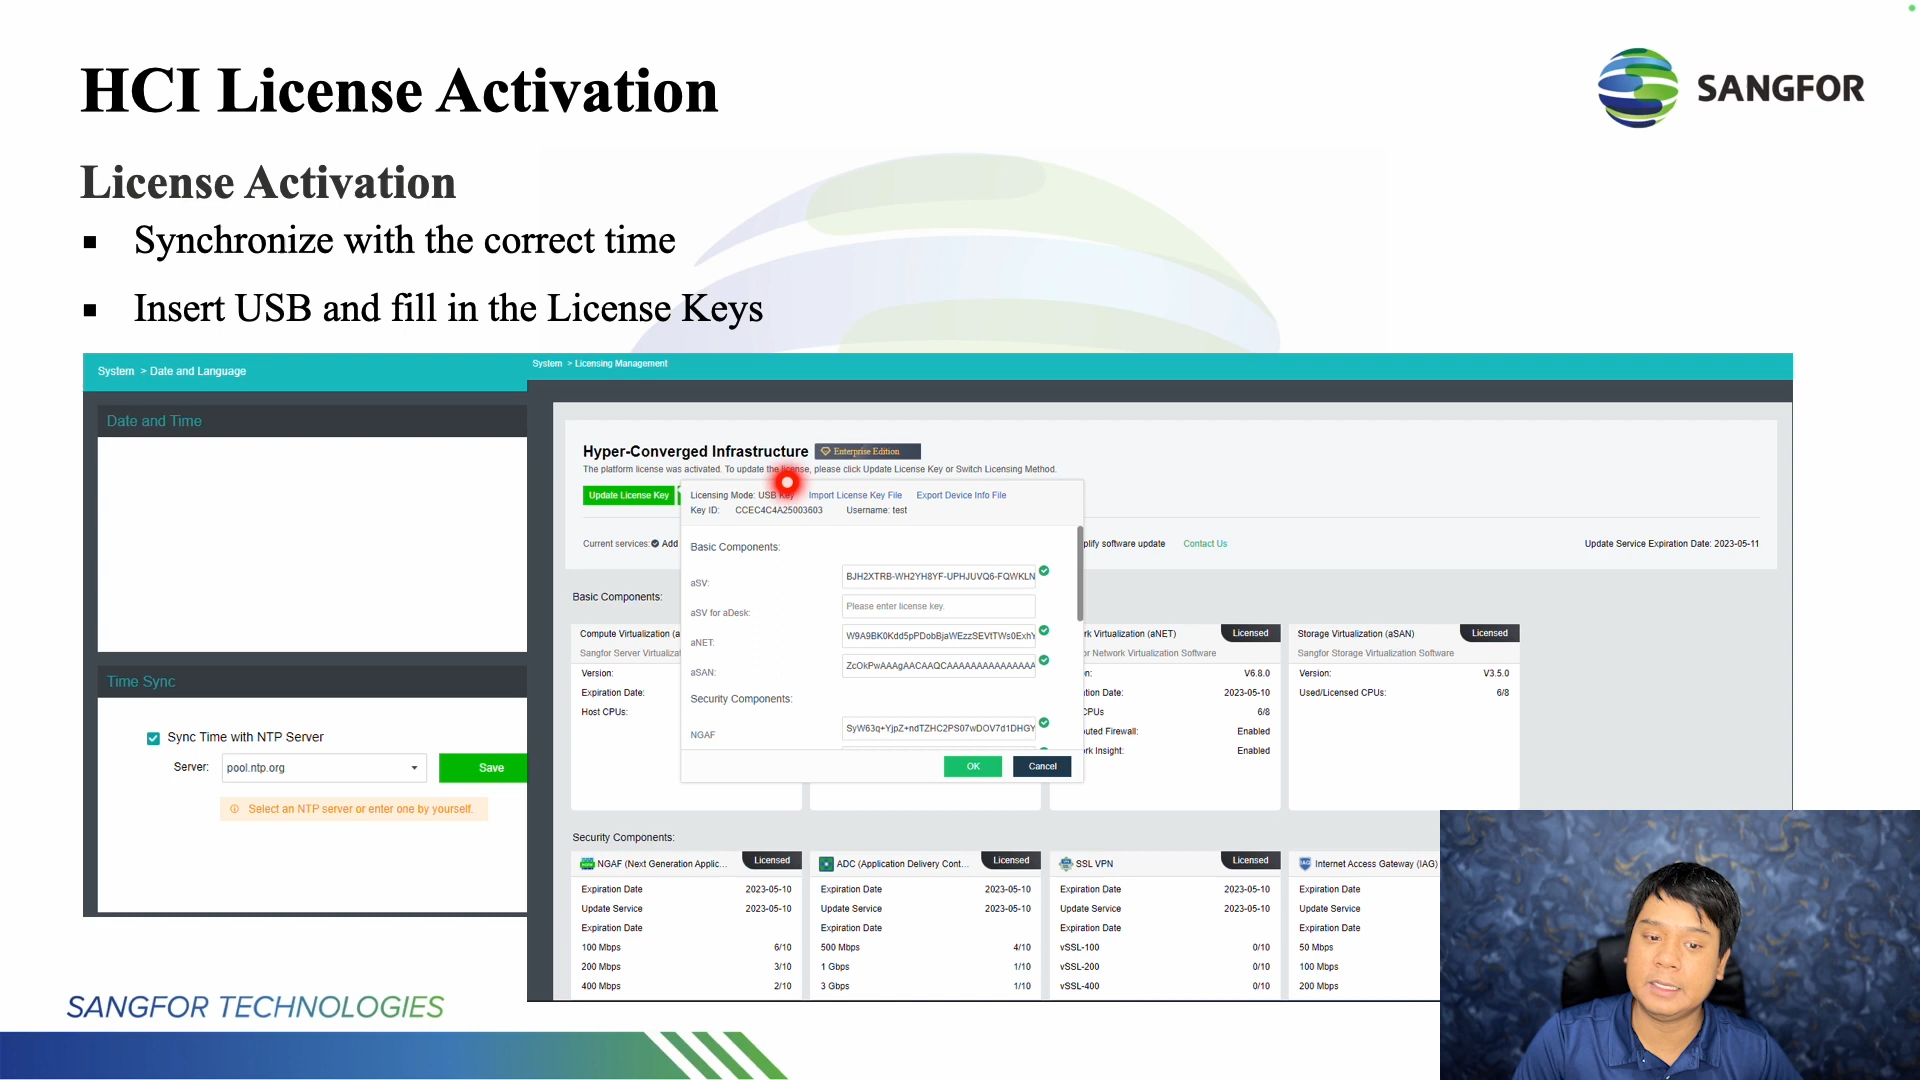 HCI License Activation
SANGFOR
License Activation
▪ Synchronize with the correct time
▪ Insert USB and fill in the License Keys
System > Date and Language
Date and Time
Time Sync
Sync Time with NTP Server
Server: pool.ntp.org Save
Select an NTP server or enter one by yourself.
System > Licensing Management
Hyper-Converged Infrastructure Enterprise Edition
The platform license was activated. To update the license, please click Update License Key or Switch Licensing Method.
Update License Key
Licensing Mode: USB Key Import License Key File Export Device Info File
Key ID: CCEC4C4A25003603 Username: test
Current services: Add
plify software update Contact Us Update Service Expiration Date: 2023-05-11
Basic Components:
aSV: BJH2XTRB-WH2YH8YF-UPHJUVQ6-FQWKLN
aSV for aDesk: Please enter license key.
aNET: W9A9BK0Kdd5pPDobBjaWEzzSEVtTWs0ExhY
aSAN: ZcOkPwAAAgAACAAQCAAAAAAAAAAAAAAA
Security Components:
NGAF SyW63q+YjpZ+ndTZHC2PS07wDOV7d1DHGY
OK Cancel
Basic Components:
Compute Virtualization (a
Sangfor Server Virtualizat
Version:
Expiration Date:
Host CPUs:
rk Virtualization (aNET) Licensed
or Network Virtualization Software
n: V6.8.0
tion Date: 2023-05-10
CPUs 6/8
uted Firewall: Enabled
rk Insight: Enabled
Storage Virtualization (aSAN) Licensed
Sangfor Storage Virtualization Software
Version: V3.5.0
Used/Licensed CPUs: 6/8
Security Components:
NGAF (Next Generation Applic... Licensed
Expiration Date 2023-05-10
Update Service 2023-05-10
Expiration Date
100 Mbps 6/10
200 Mbps 3/10
400 Mbps 2/10
ADC (Application Delivery Cont... Licensed
Expiration Date 2023-05-10
Update Service 2023-05-10
Expiration Date
500 Mbps 4/10
1 Gbps 1/10
3 Gbps 1/10
SSL VPN Licensed
Expiration Date 2023-05-10
Update Service 2023-05-10
Expiration Date
vSSL-100 0/10
vSSL-200 0/10
vSSL-400 0/10
Internet Access Gateway (IAG)
Expiration Date
Update Service
Expiration Date
50 Mbps
100 Mbps
200 Mbps
SANGFOR TECHNOLOGIES